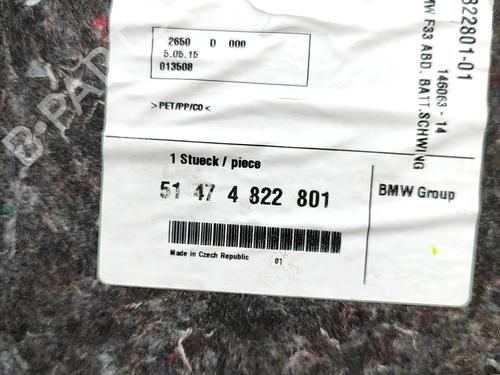 2650 D 000
5.05.15
013508
>PET/PP/CO<
1 Stueck / piece
51 47 4 822 801
BMW Group
Made in Czech Republic 01
822801-01
146063 - 14
F33 ABD. BATT.SCHWING
B-PARTS